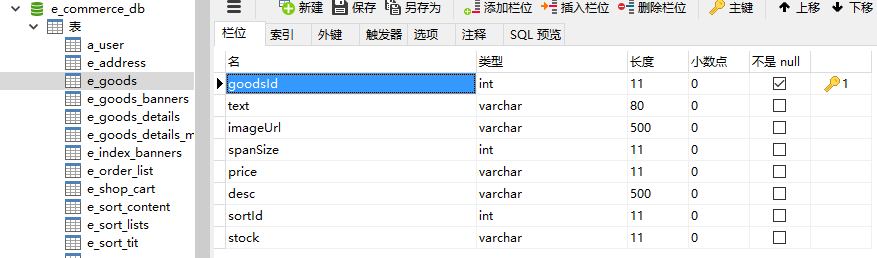 e_commerce_db
表
a_user
e_address
e_goods
e_goods_banners
e_goods_details
e_goods_details_m
e_index_banners
e_order_list
e_shop_cart
e_sort_content
e_sort_lists
e_sort_tit
新建 保存 另存为 添加栏位 插入栏位 删除栏位 主键 上移 下移
栏位 索引 外键 触发器 选项 注释 SQL 预览
名 类型 长度 小数点 不是 null
goodsId int 11 0 1
text varchar 80 0
imageUrl varchar 500 0
spanSize int 11 0
price varchar 11 0
desc varchar 500 0
sortId int 11 0
stock varchar 11 0